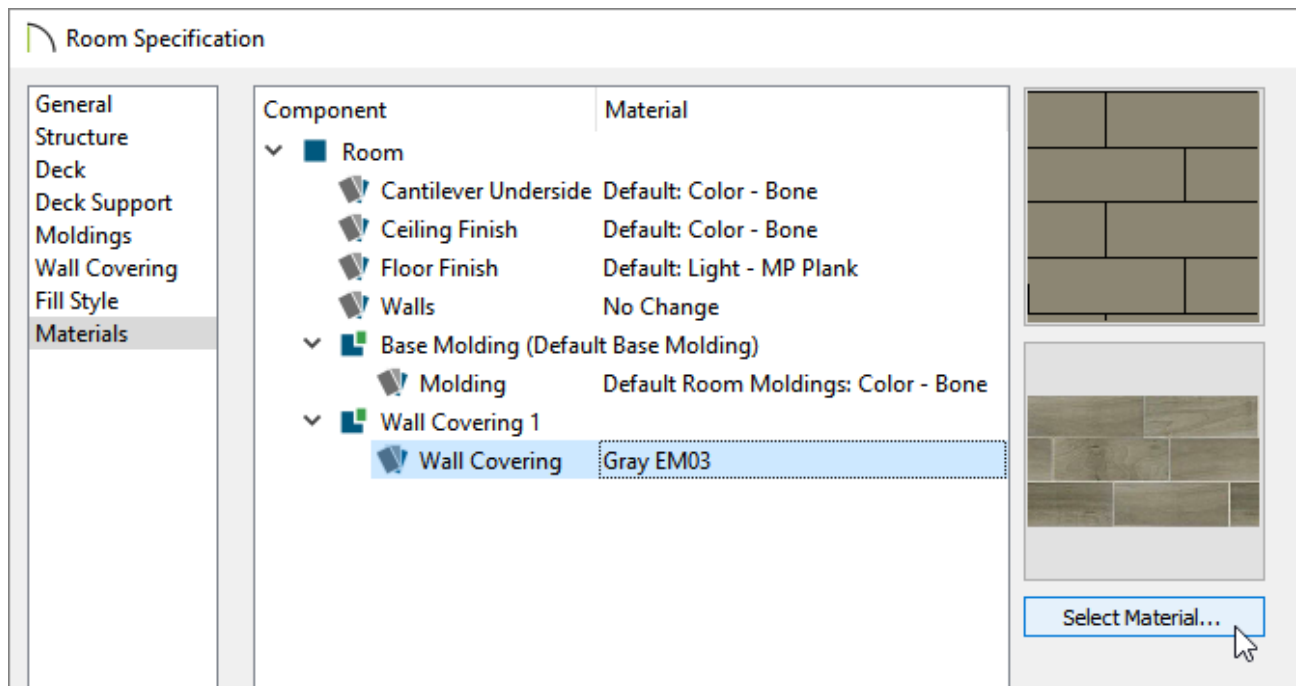 Room Specification
General
Structure
Deck
Deck Support
Moldings
Wall Covering
Fill Style
Materials
Component Material
Room
Cantilever Underside Default: Color - Bone
Ceiling Finish Default: Color - Bone
Floor Finish Default: Light - MP Plank
Walls No Change
Base Molding (Default Base Molding)
Molding Default Room Moldings: Color - Bone
Wall Covering 1
Wall Covering Gray EM03
Select Material...